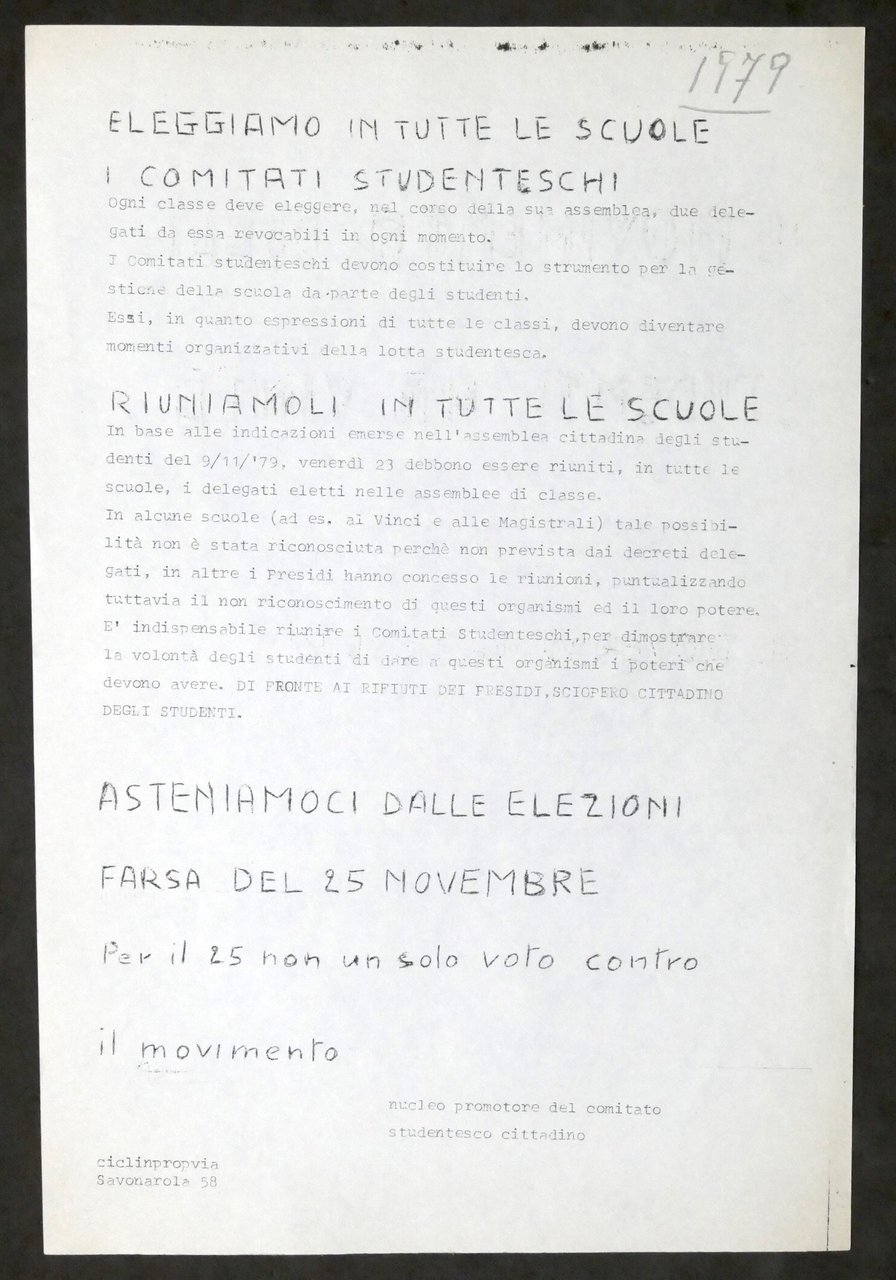 1979
ELEGGIAMO IN TUTTE LE SCUOLE
I COMITATI STUDENTESCHI
Ogni classe deve eleggere, nel corso della sua assemblea, due dele-
gati da essa revocabili in ogni momento.
I Comitati studenteschi devono costituire lo strumento per la ge-
stione della scuola da parte degli studenti.
Essi, in quanto espressioni di tutte le classi, devono diventare
momenti organizzativi della lotta studentesca.
RIUNIAMOLI IN TUTTE LE SCUOLE
In base alle indicazioni emerse nell'assemblea cittadina degli stu-
denti del 9/11/'79, venerdì 23 debbono essere riuniti, in tutte le
scuole, i delegati eletti nelle assemblee di classe.
In alcune scuole (ad es. al Vinci e alle Magistrali) tale possibi-
lità non è stata riconosciuta perchè non prevista dai decreti dele-
gati, in altre i Presidi hanno concesso le riunioni, puntualizzando
tuttavia il non riconoscimento di questi organismi ed il loro potere.
E' indispensabile riunire i Comitati Studenteschi,per dimostrare
la volontà degli studenti di dare a questi organismi i poteri che
devono avere. DI FRONTE AI RIFIUTI DEI PRESIDI,SCIOPERO CITTADINO
DEGLI STUDENTI.
ASTENIAMOCI DALLE ELEZIONI
FARSA DEL 25 NOVEMBRE
Per il 25 non un solo voto contro
il movimento
nucleo promotore del comitato
studentesco cittadino
ciclinpropvia
Savonarola 58